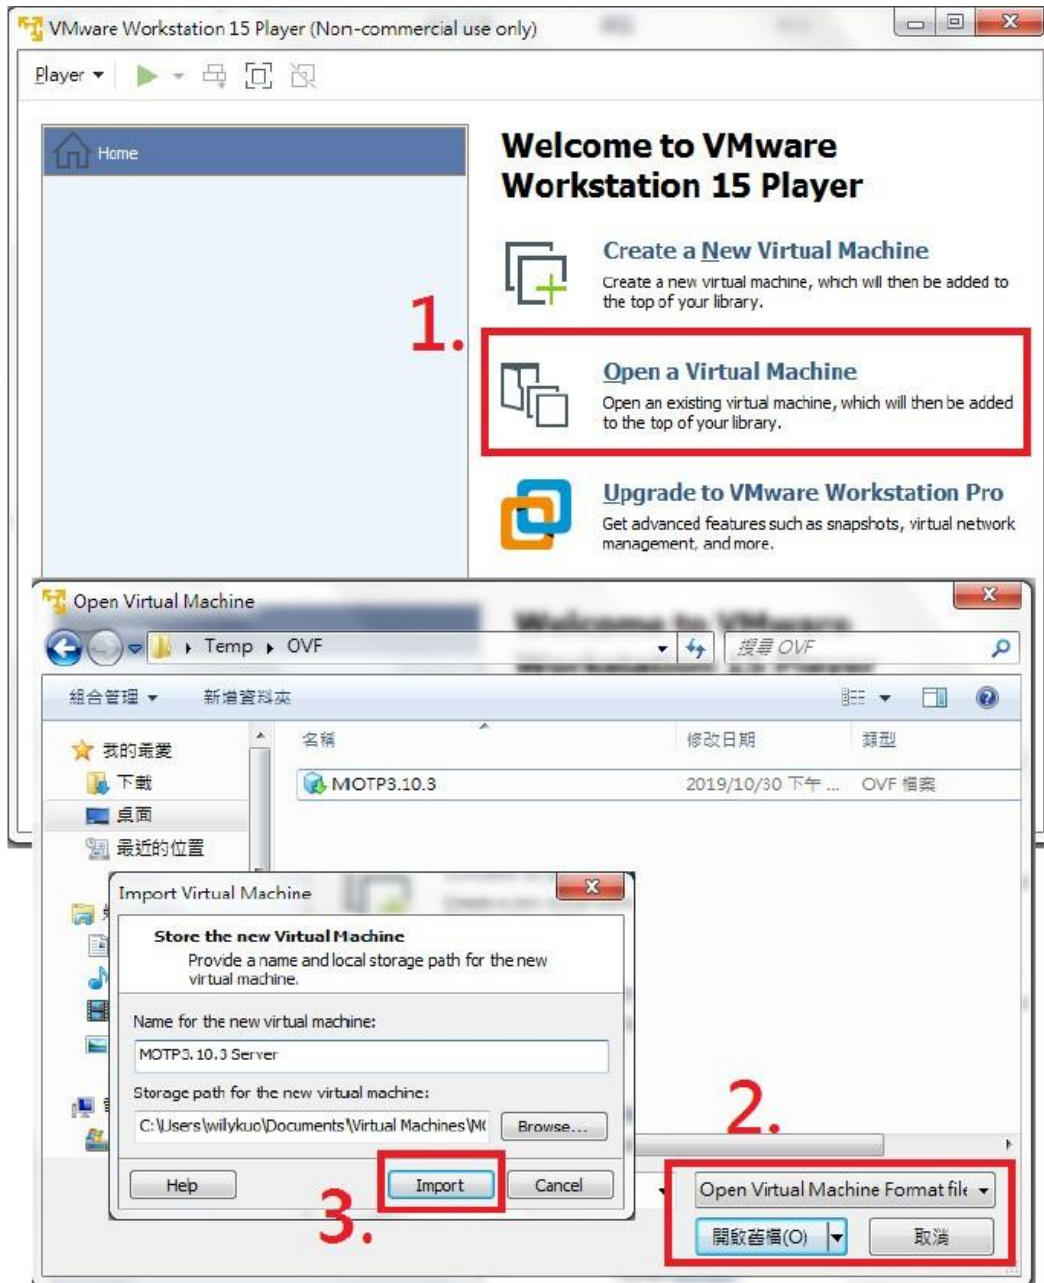 VMware Workstation 15 Player (Non-commercial use only)
Player
Home
Welcome to VMware
Workstation 15 Player
Create a New Virtual Machine
Create a new virtual machine, which will then be added to
the top of your library.
1.
Open a Virtual Machine
Open an existing virtual machine, which will then be added
to the top of your library.
Upgrade to VMware Workstation Pro
Get advanced features such as snapshots, virtual network
management, and more.
Open Virtual Machine
Temp OVF
搜尋 OVF
組合管理 新增資料夾
我的最愛
下載
桌面
最近的位置
名稱 修改日期 類型
MOTP3.10.3 2019/10/30 下午 ... OVF 檔案
Import Virtual Machine
Store the new Virtual Machine
Provide a name and local storage path for the new
virtual machine.
Name for the new virtual machine:
MOTP3.10.3 Server
Storage path for the new virtual machine:
C:\Users\willykuo\Documents\Virtual Machines\MO
Browse...
Help
Import
Cancel
3.
2.
Open Virtual Machine Format file
開啟舊檔(O)
取消